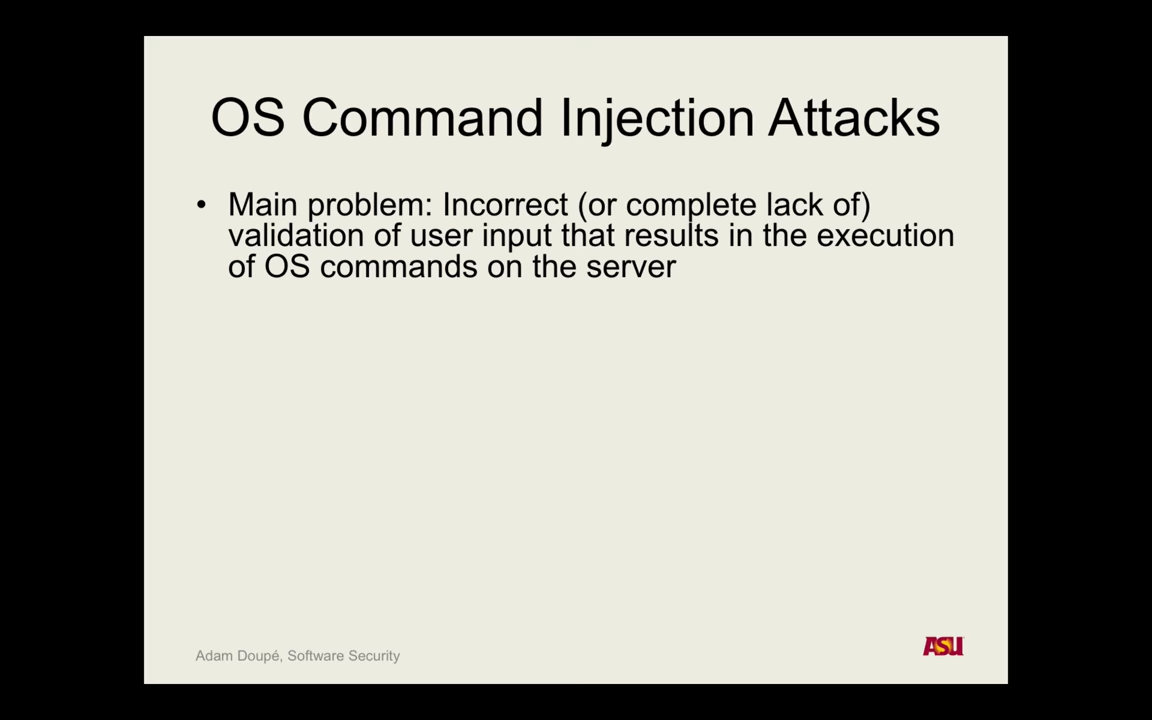 OS Command Injection Attacks
• Main problem: Incorrect (or complete lack of)
validation of user input that results in the execution
of OS commands on the server
Adam Doupé, Software Security
ASU